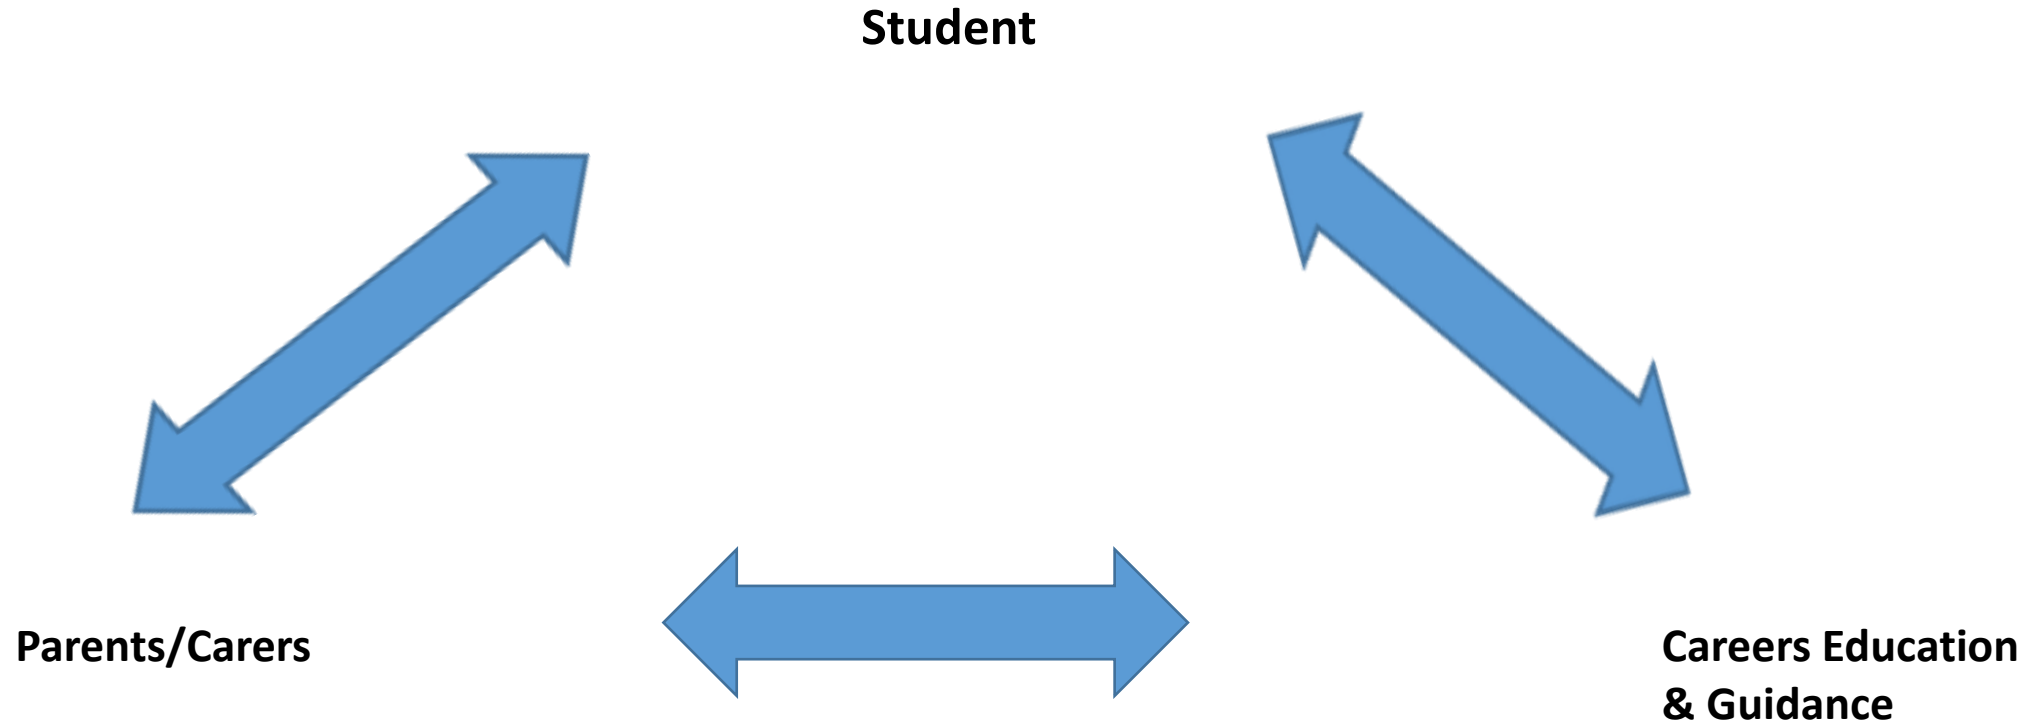 Student
Parents/Carers
Careers Education
& Guidance